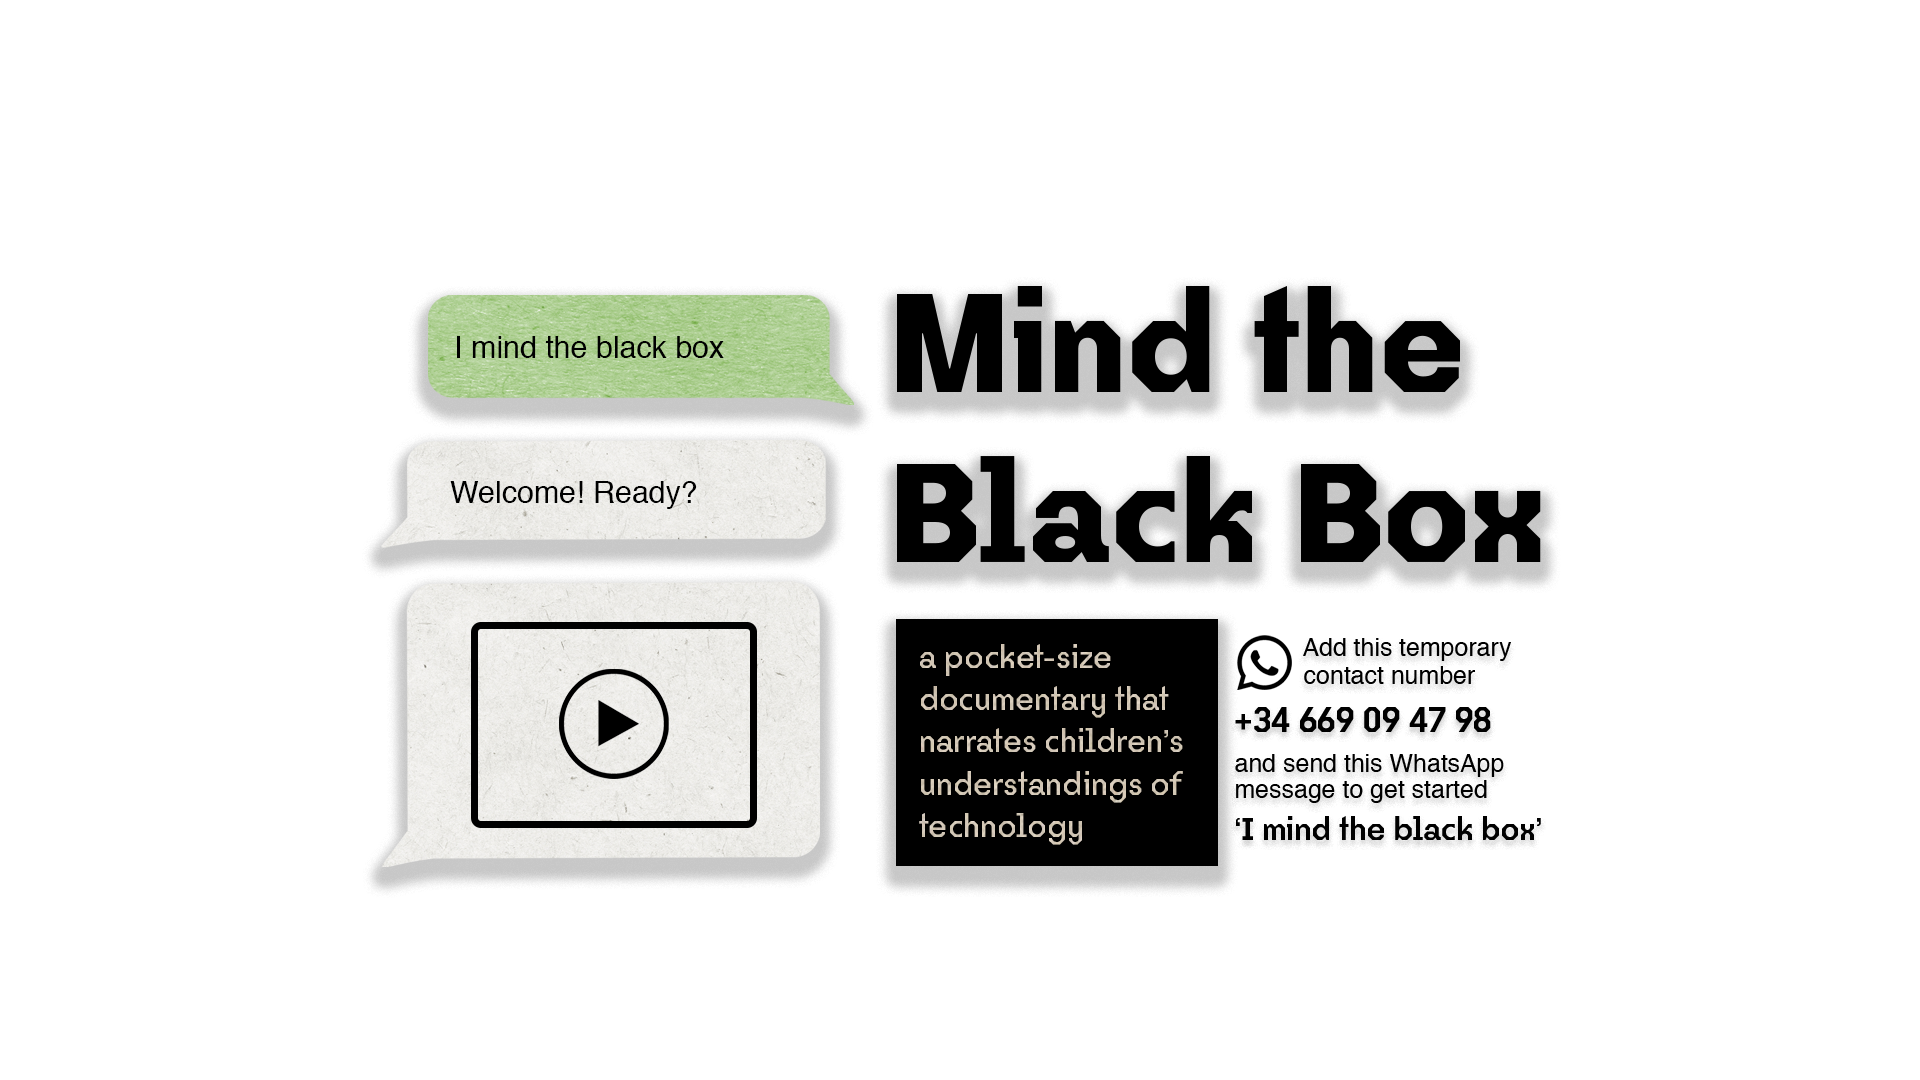 I mind the black box
Welcome! Ready?
Mind the
Black Box
a pocket-size
documentary that
narrates children's
understandings of
technology
Add this temporary
contact number
+34 669 09 47 98
and send this WhatsApp
message to get started
‘I mind the black box’